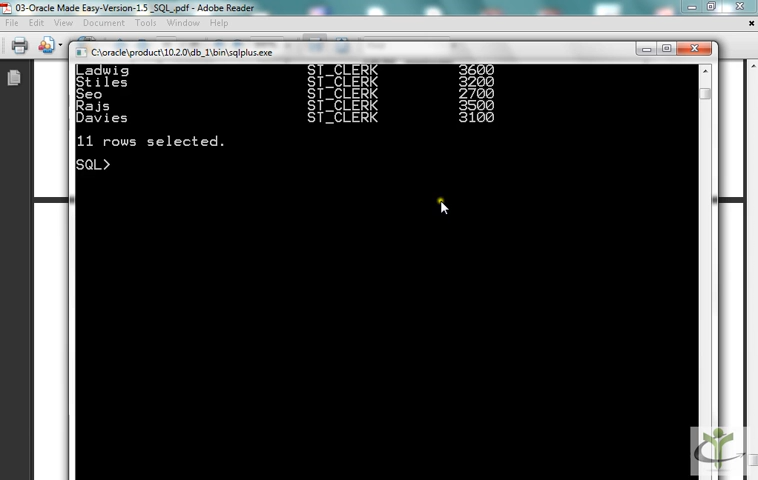 03-Oracle Made Easy-Version-1.5 _SQL_.pdf - Adobe Reader
File Edit View Document Tools Window Help
C:\oracle\product\10.2.0\db_1\bin\sqlplus.exe
Ladwig ST_CLERK 3600
Stiles ST_CLERK 3200
Seo ST_CLERK 2700
Rajs ST_CLERK 3500
Davies ST_CLERK 3100
11 rows selected.
SQL>